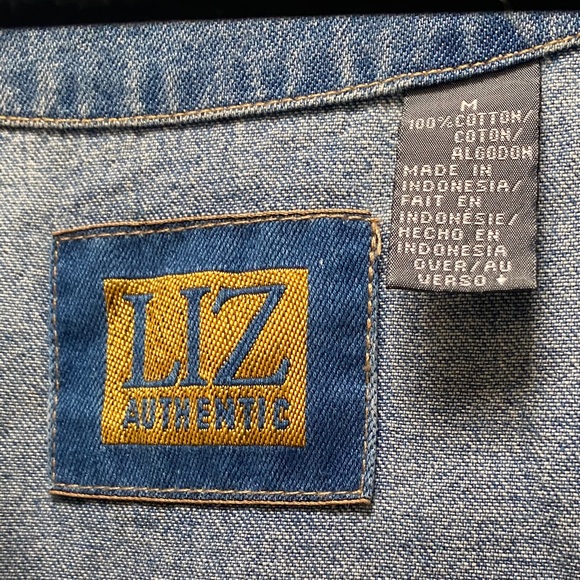 LIZ
AUTHENTIC
M
100% COTTON/
COTON/
ALGODON
MADE IN
INDONESIA/
FAIT EN
INDONÉSIE/
HECHO EN
INDONESIA
OVER/AU
VERSO